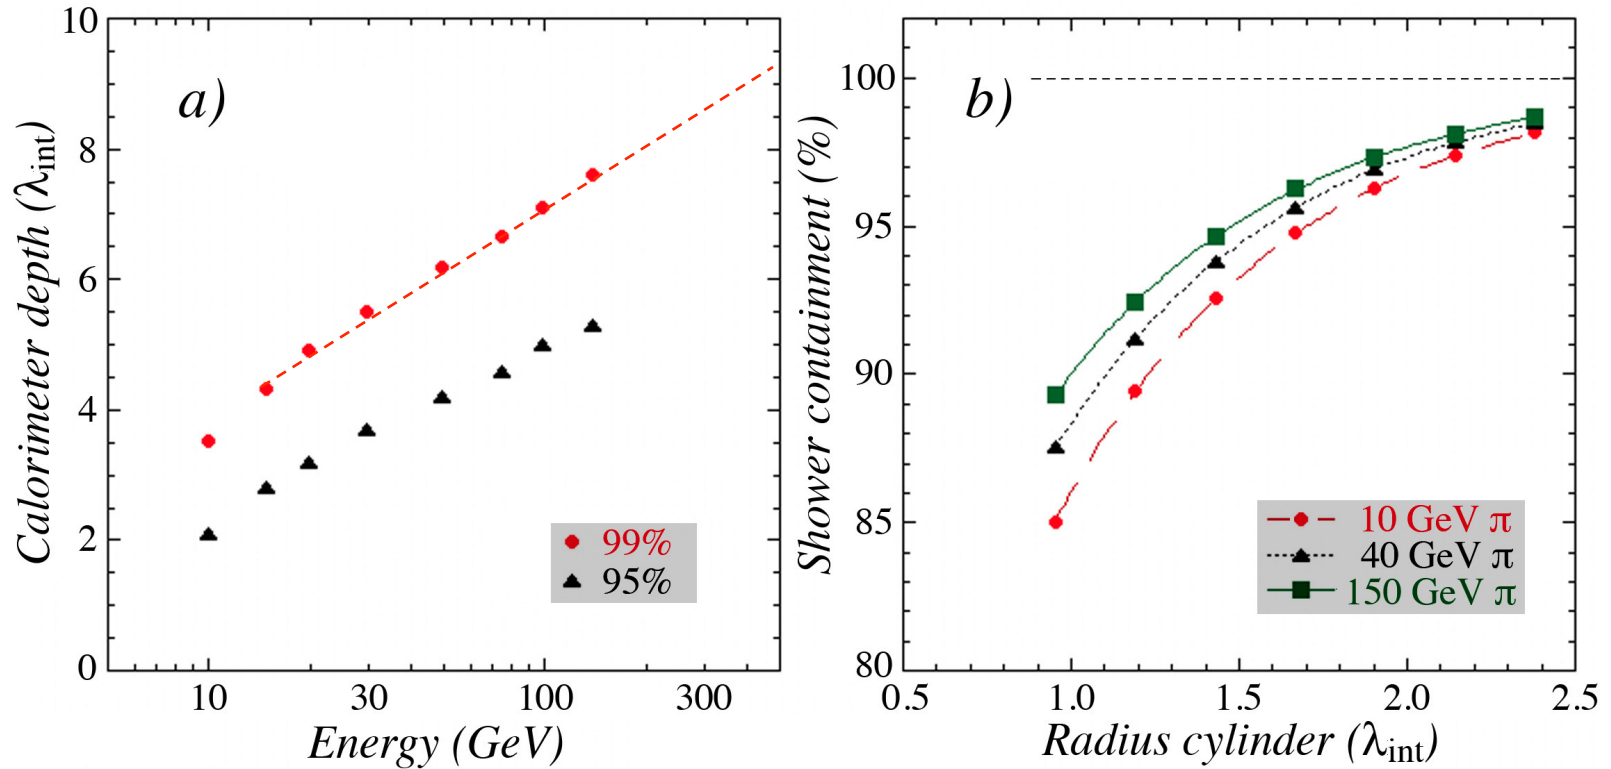 a)
Calorimeter depth (λint)
10
8
6
4
2
0
10 30 100 300
Energy (GeV)
99%
95%
b)
Shower containment (%)
100
95
90
85
80
0.5 1.0 1.5 2.0 2.5
Radius cylinder (λint)
10 GeV π
40 GeV π
150 GeV π